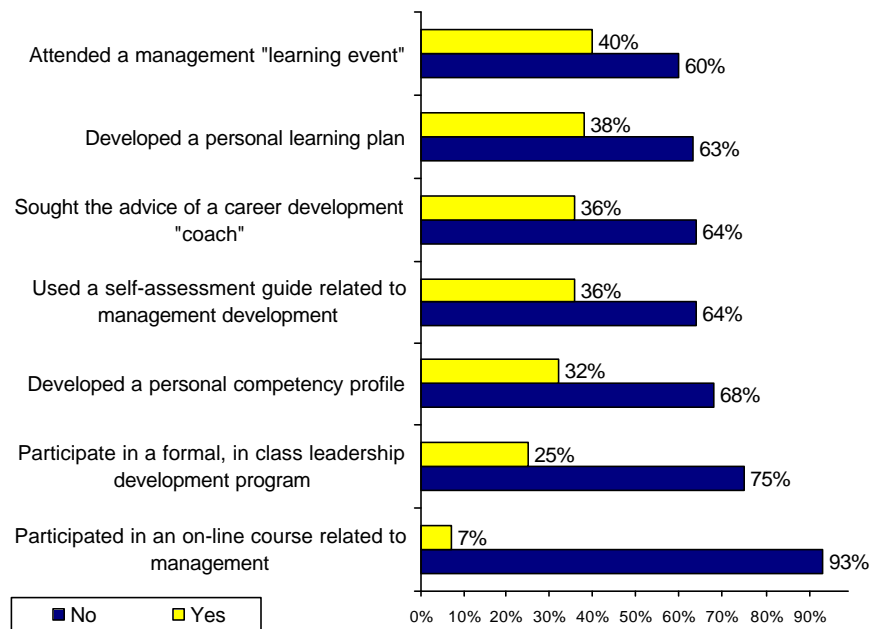 Attended a management "learning event"
40%
60%
Developed a personal learning plan
38%
63%
Sought the advice of a career development
"coach"
36%
64%
Used a self-assessment guide related to
management development
36%
64%
Developed a personal competency profile
32%
68%
Participate in a formal, in class leadership
development program
25%
75%
Participated in an on-line course related to
management
7%
93%
No Yes
0% 10% 20% 30% 40% 50% 60% 70% 80% 90%